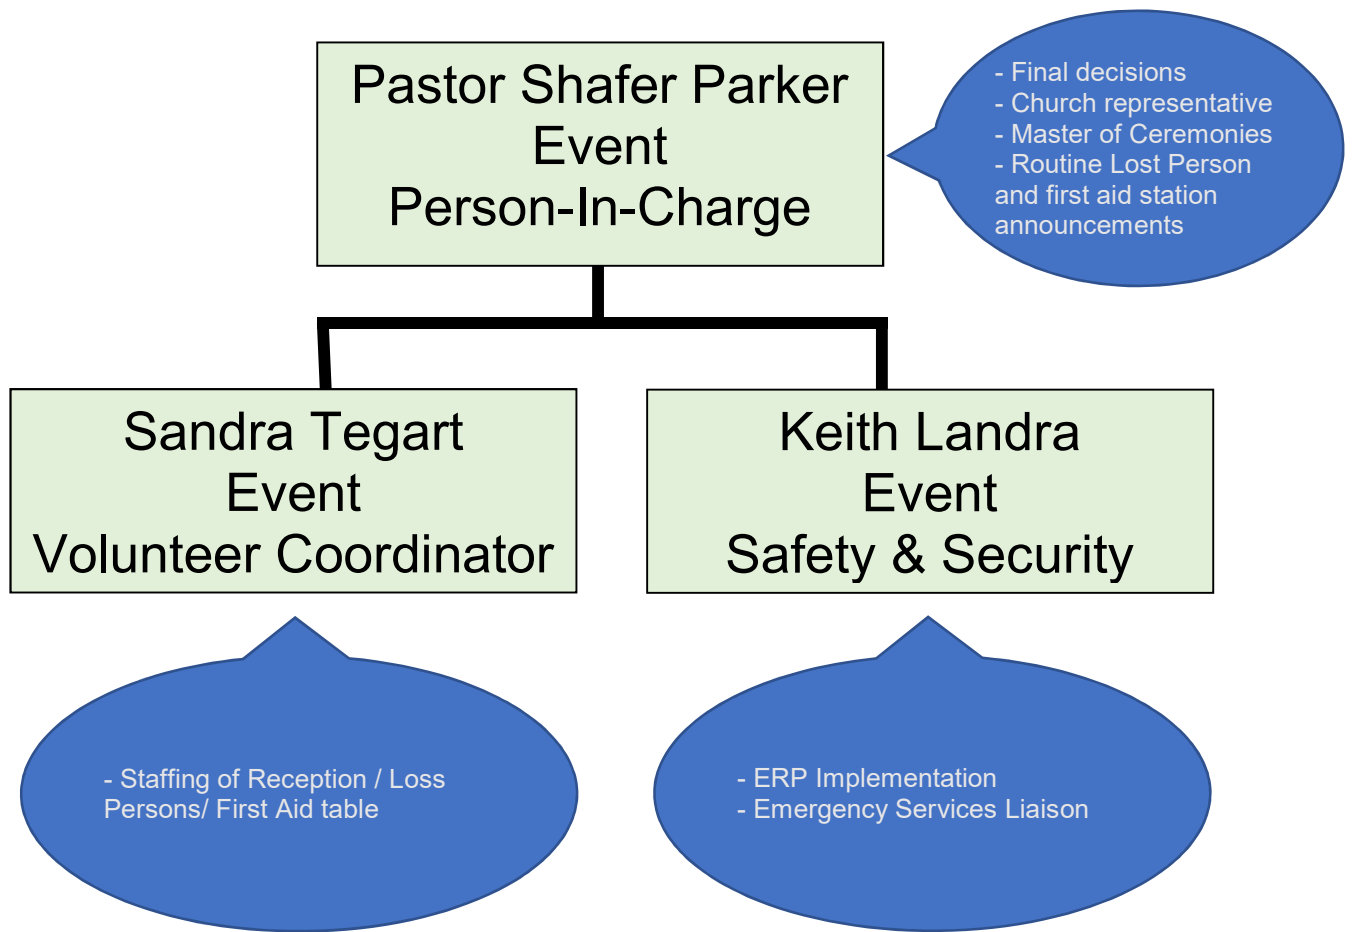 Pastor Shafer Parker
Event
Person-In-Charge
- Final decisions
- Church representative
- Master of Ceremonies
- Routine Lost Person
and first aid station
announcements
Sandra Tegart
Event
Volunteer Coordinator
Keith Landra
Event
Safety & Security
- Staffing of Reception / Loss
Persons/ First Aid table
- ERP Implementation
- Emergency Services Liaison